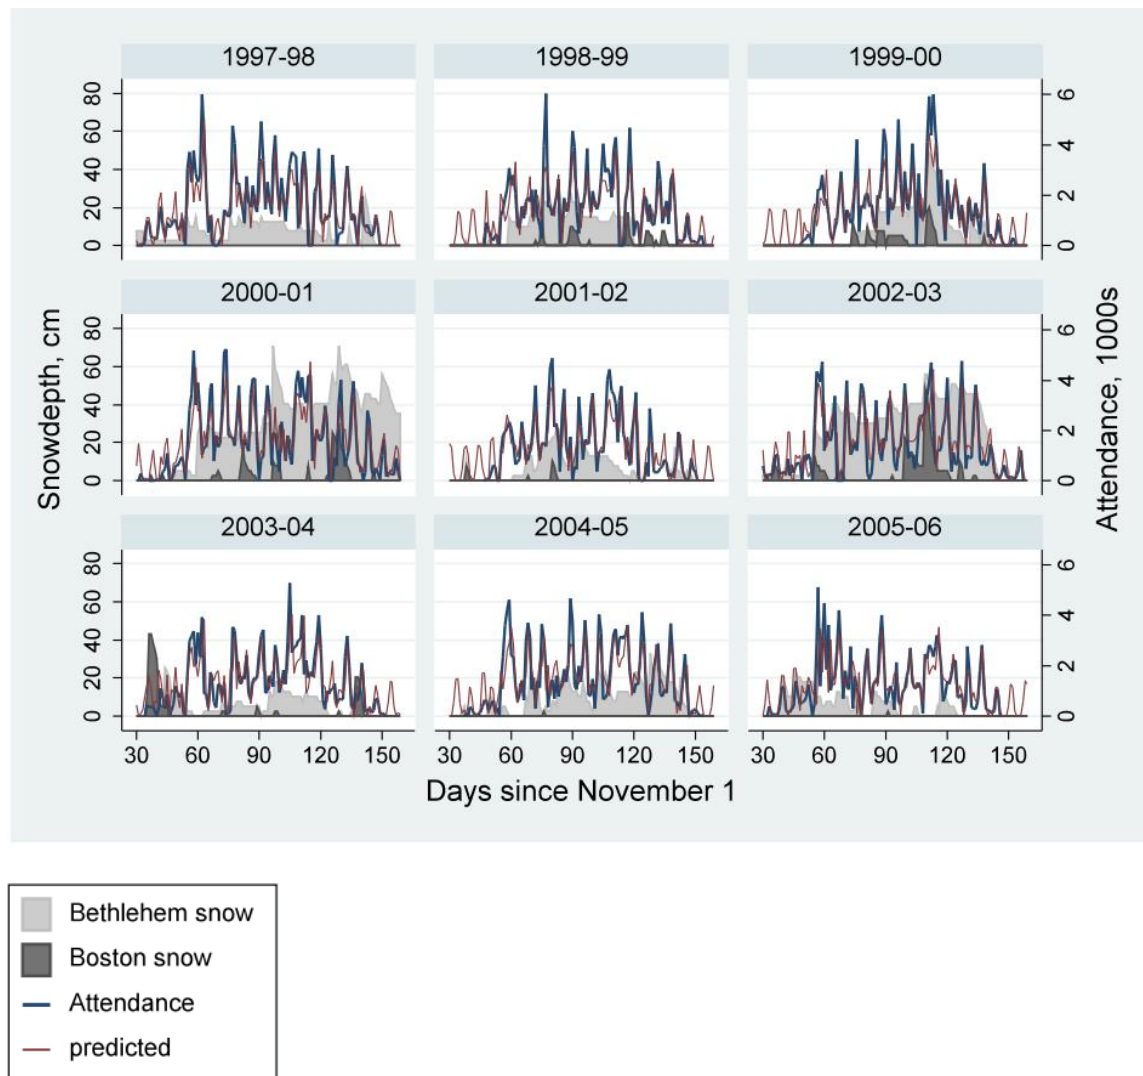 1997-98 1998-99 1999-00
80
60
40
20
0
6
4
2
0
2000-01 2001-02 2002-03
80
60
40
20
0
6
4
2
0
Snowdepth, cm
Attendance, 1000s
2003-04 2004-05 2005-06
80
60
40
20
0
6
4
2
0
30 60 90 120 150 30 60 90 120 150 30 60 90 120 150
Days since November 1
Bethlehem snow
Boston snow
Attendance
predicted